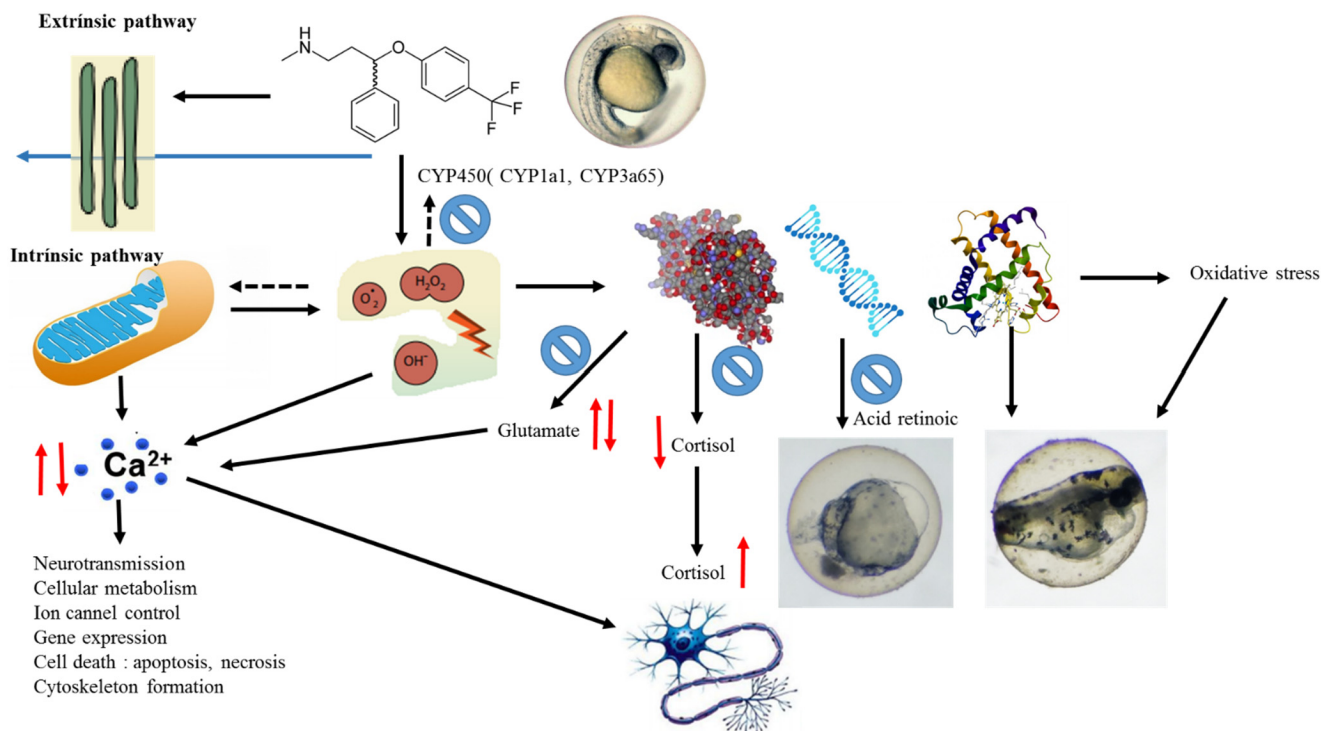 Extrínsic pathway
H
N
O
F
F
F
CYP450( CYP1a1, CYP3a65)
Intrínsic pathway
H₂O₂
O₂•
OH⁻
Oxidative stress
Glutamate
Cortisol
Acid retinoic
Ca²⁺
Cortisol
Neurotransmission
Cellular metabolism
Ion cannel control
Gene expression
Cell death : apoptosis, necrosis
Cytoskeleton formation